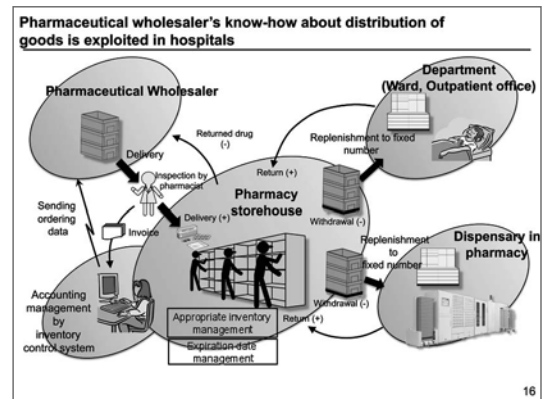 Pharmaceutical wholesaler's know-how about distribution of
goods is exploited in hospitals
Pharmaceutical Wholesaler
Department
(Ward, Outpatient office)
Delivery
Returned drug
(-)
Replenishment to fixed
number
Inspection by
pharmacist
Return (+)
Pharmacy
storehouse
Sending
ordering
data
Invoice
Delivery (+)
Withdrawal (-)
Replenishment
to
fixed number
Dispensary in
pharmacy
Accounting
management
by
inventory
control system
Withdrawal (-)
Appropriate inventory
management
Return (+)
Expiration-date
management
16